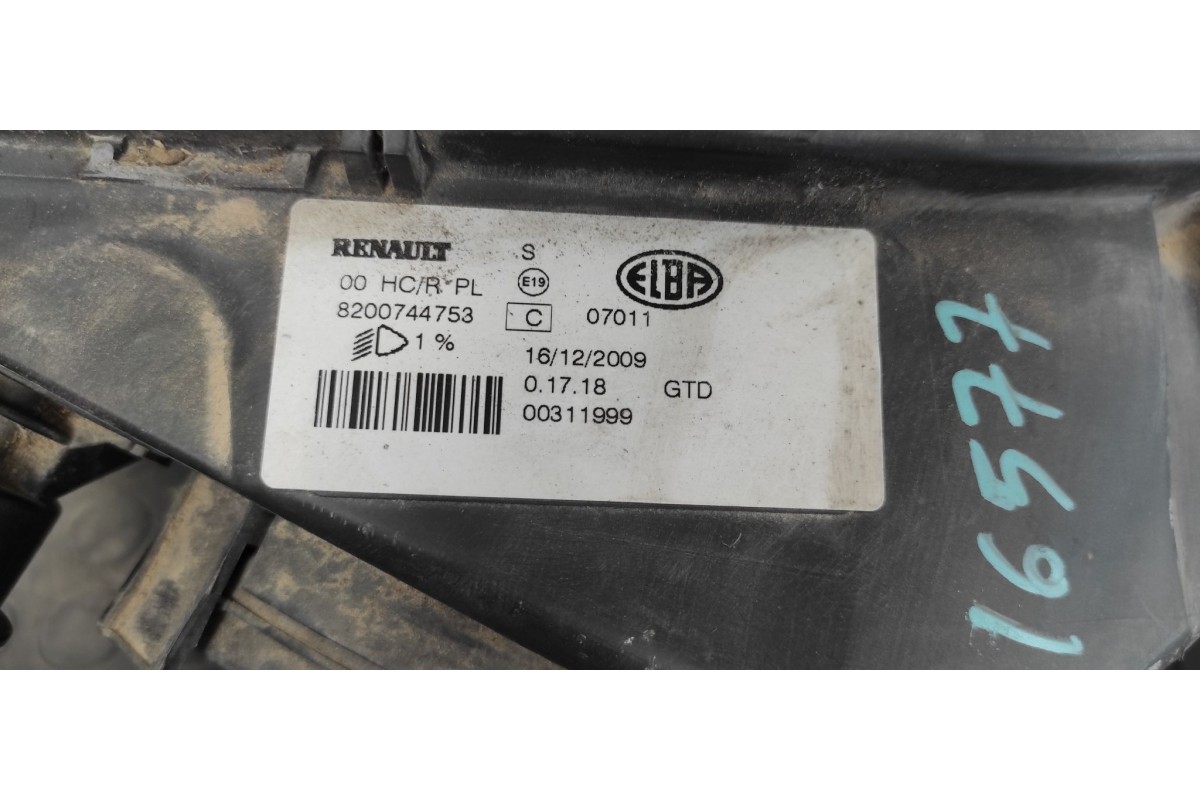 RENAULT S ELBA
00 HC/R PL E19
8200744753 C 07011
1 %
16/12/2009
0.17.18 GTD
00311999
16577